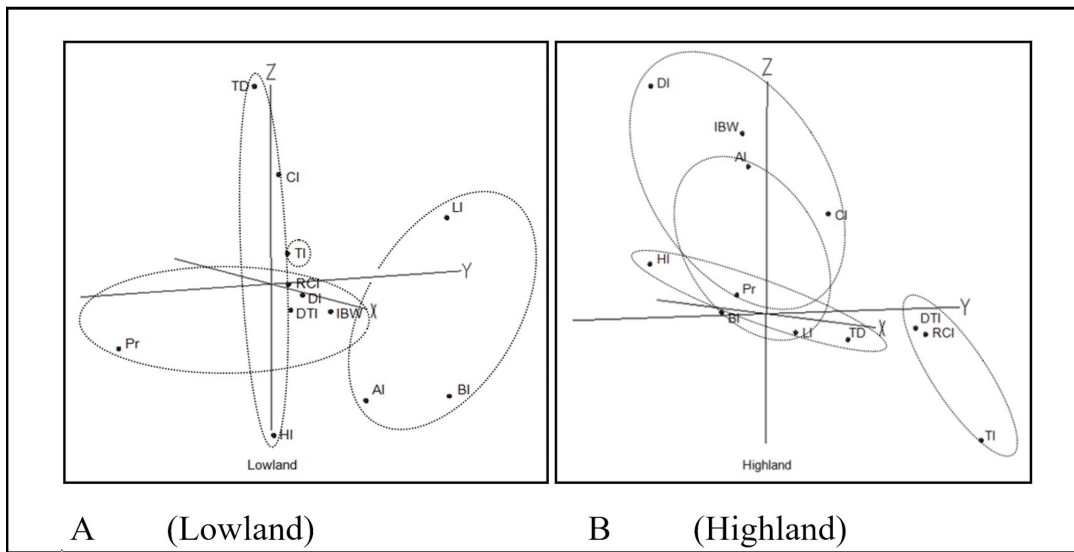 Z
TD
CI
LI
TI
Y
RCI
DI
X
DTI
IBW
Pr
AI
BI
HI
Lowland
Z
DI
IBW
AI
CI
HI
Pr
Y
BI
DTI
X
RCI
LI
TD
TI
Highland
A (Lowland)
B (Highland)